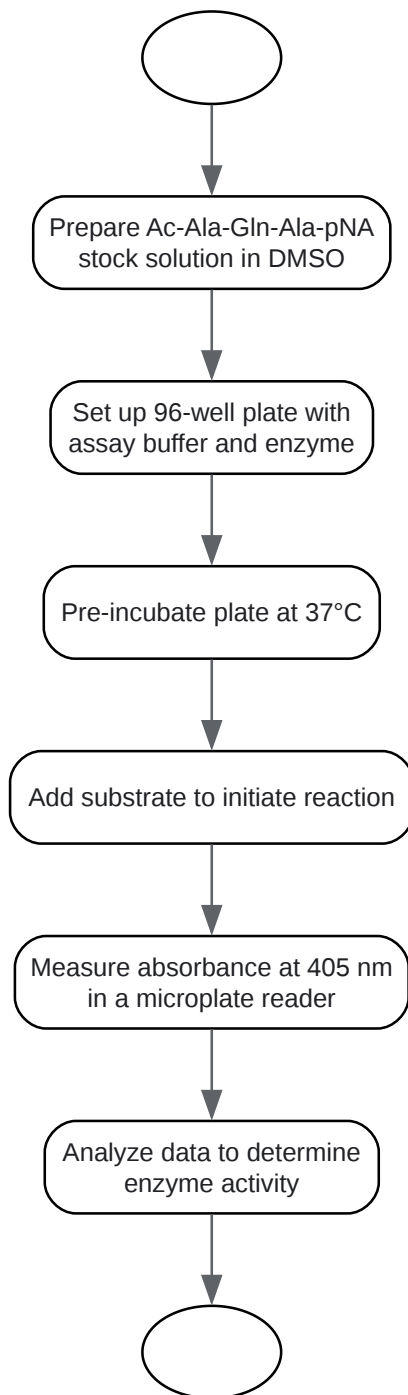 Prepare Ac-Ala-Gln-Ala-pNA
stock solution in DMSO
Set up 96-well plate with
assay buffer and enzyme
Pre-incubate plate at 37°C
Add substrate to initiate reaction
Measure absorbance at 405 nm
in a microplate reader
Analyze data to determine
enzyme activity